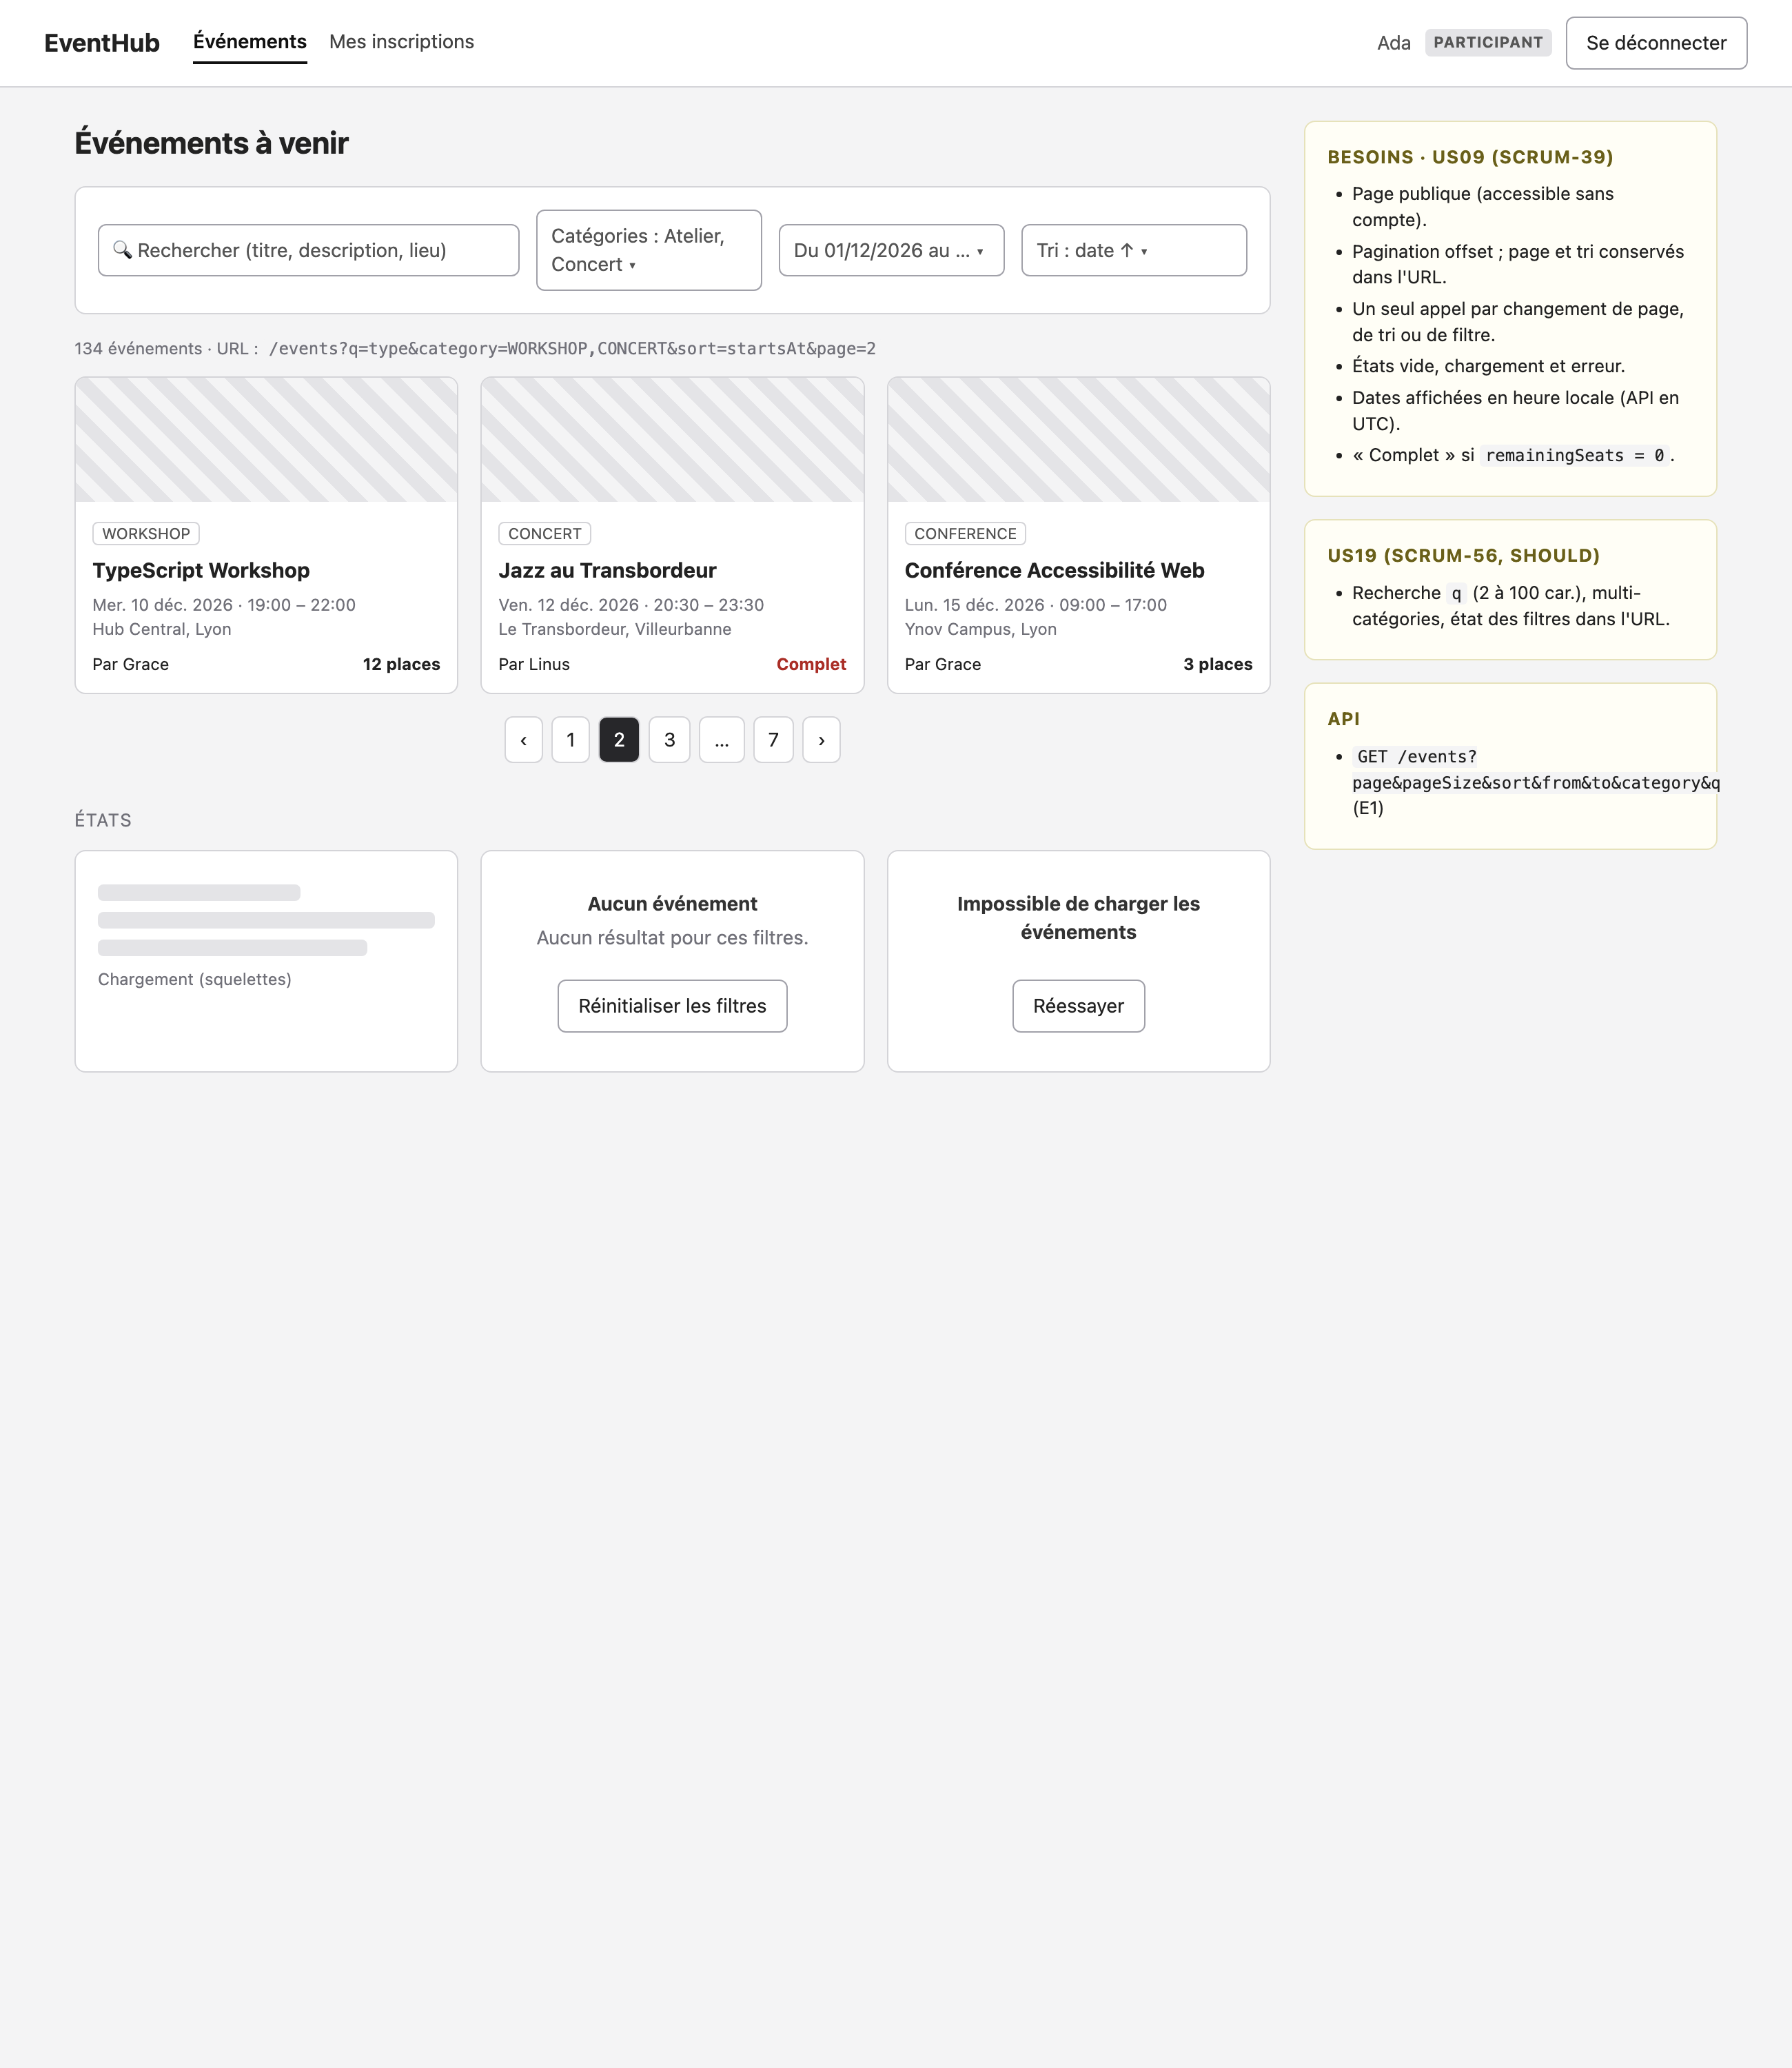 EventHub
Événements
Mes inscriptions
Ada
PARTICIPANT
Se déconnecter
Événements à venir
🔍 Rechercher (titre, description, lieu)
Catégories : Atelier,
Concert ▾
Du 01/12/2026 au ... ▾
Tri : date ↑ ▾
134 événements · URL : /events?q=type&category=WORKSHOP,CONCERT&sort=startsAt&page=2
WORKSHOP
TypeScript Workshop
Mer. 10 déc. 2026 · 19:00 – 22:00
Hub Central, Lyon
Par Grace
12 places
CONCERT
Jazz au Transbordeur
Ven. 12 déc. 2026 · 20:30 – 23:30
Le Transbordeur, Villeurbanne
Par Linus
Complet
CONFERENCE
Conférence Accessibilité Web
Lun. 15 déc. 2026 · 09:00 – 17:00
Ynov Campus, Lyon
Par Grace
3 places
‹
1
2
3
...
7
›
ÉTATS
Chargement (squelettes)
Aucun événement
Aucun résultat pour ces filtres.
Réinitialiser les filtres
Impossible de charger les
événements
Réessayer
BESOINS · US09 (SCRUM-39)
• Page publique (accessible sans
compte).
• Pagination offset ; page et tri conservés
dans l'URL.
• Un seul appel par changement de page,
de tri ou de filtre.
• États vide, chargement et erreur.
• Dates affichées en heure locale (API en
UTC).
• « Complet » si remainingSeats = 0.
US19 (SCRUM-56, SHOULD)
• Recherche q (2 à 100 car.), multi-
catégories, état des filtres dans l'URL.
API
• GET /events?
page&pageSize&sort&from&to&category&q
(E1)